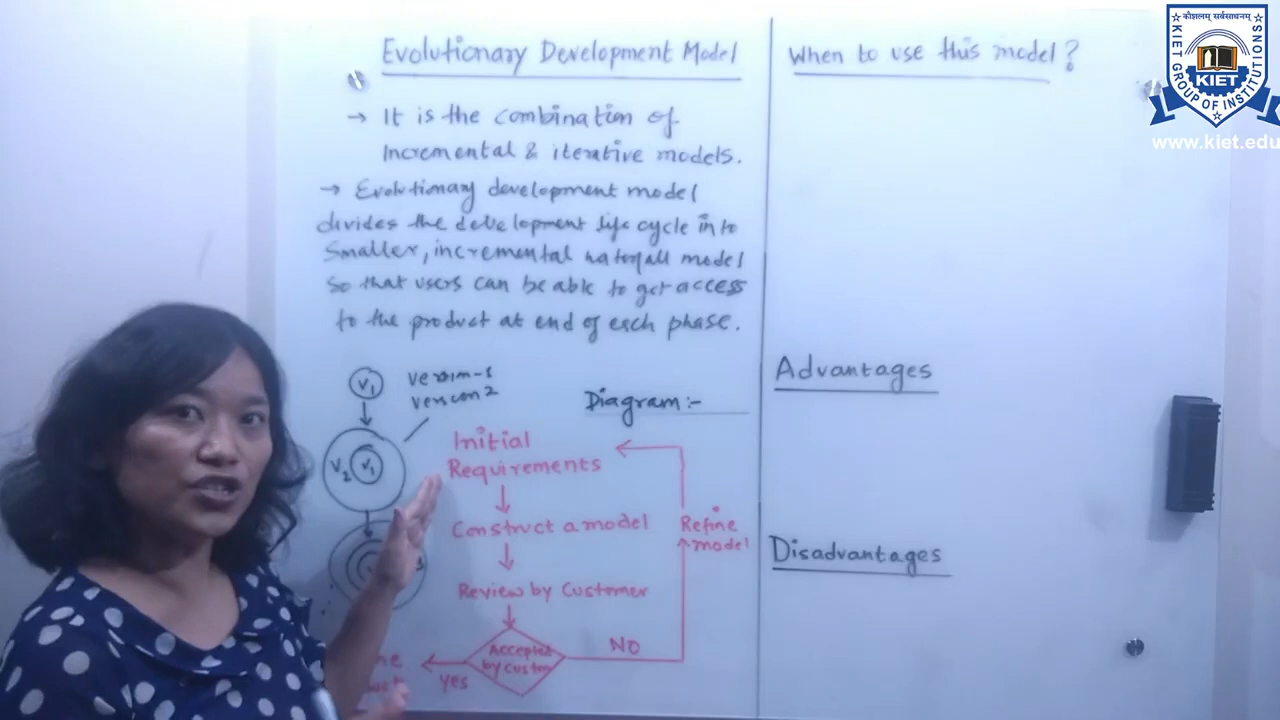 Evolutionary Development Model
→ It is the combination of
Incremental & iterative models.
→ Evolutionary development model
divides the development life cycle into
smaller, incremental waterfall model
so that users can be able to get access
to the product at end of each phase.
V1
Version-1
Version 2
V2 V1
Diagram:-
Initial
Requirements
Construct a model
Refine
model
Review by Customer
Accepted
by custom
NO
Yes
When to use this model?
Advantages
Disadvantages
कौशलम् सर्वसाधनम्
KIET GROUP OF INSTITUTIONS
KIET
www.kiet.edu